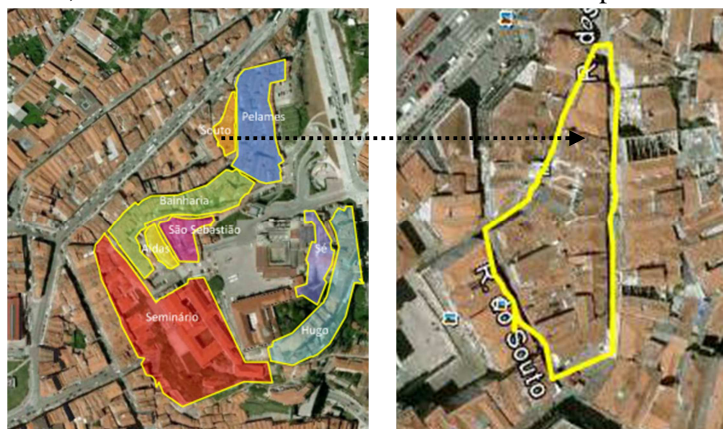 Pelames
Souto
Bainharia
São Sebastião
Aldas
Sé
Seminário
Hugo
R. do Souto